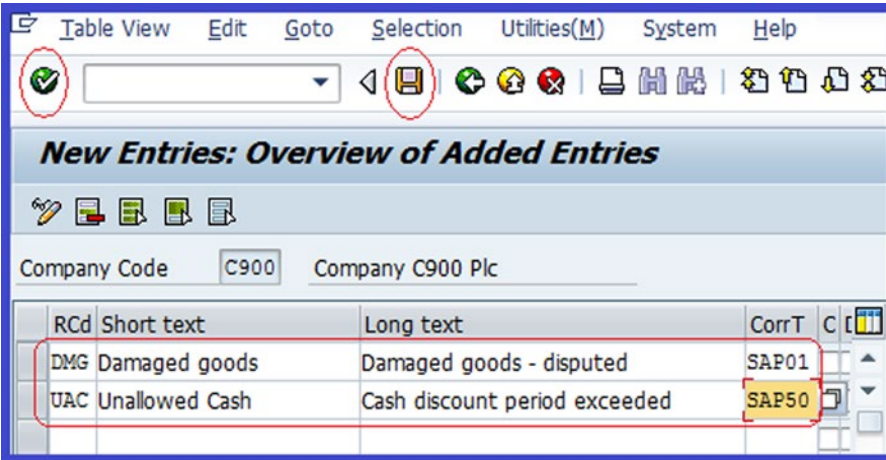 Table View Edit Goto Selection Utilities(M) System Help
New Entries: Overview of Added Entries
Company Code C900 Company C900 Plc
RCd Short text Long text CorrT C
DMG Damaged goods Damaged goods - disputed SAP01
UAC Unallowed Cash Cash discount period exceeded SAP50